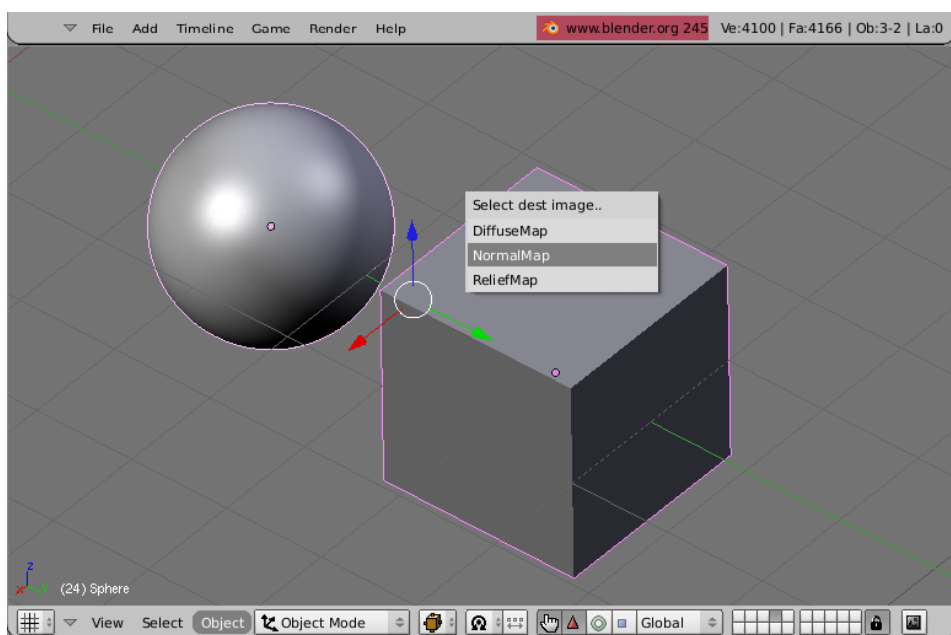 File Add Timeline Game Render Help www.blender.org 245 Ve:4100 | Fa:4166 | Ob:3-2 | La:0
Select dest image..
DiffuseMap
NormalMap
ReliefMap
z
x y
(24) Sphere
View Select Object Object Mode Global